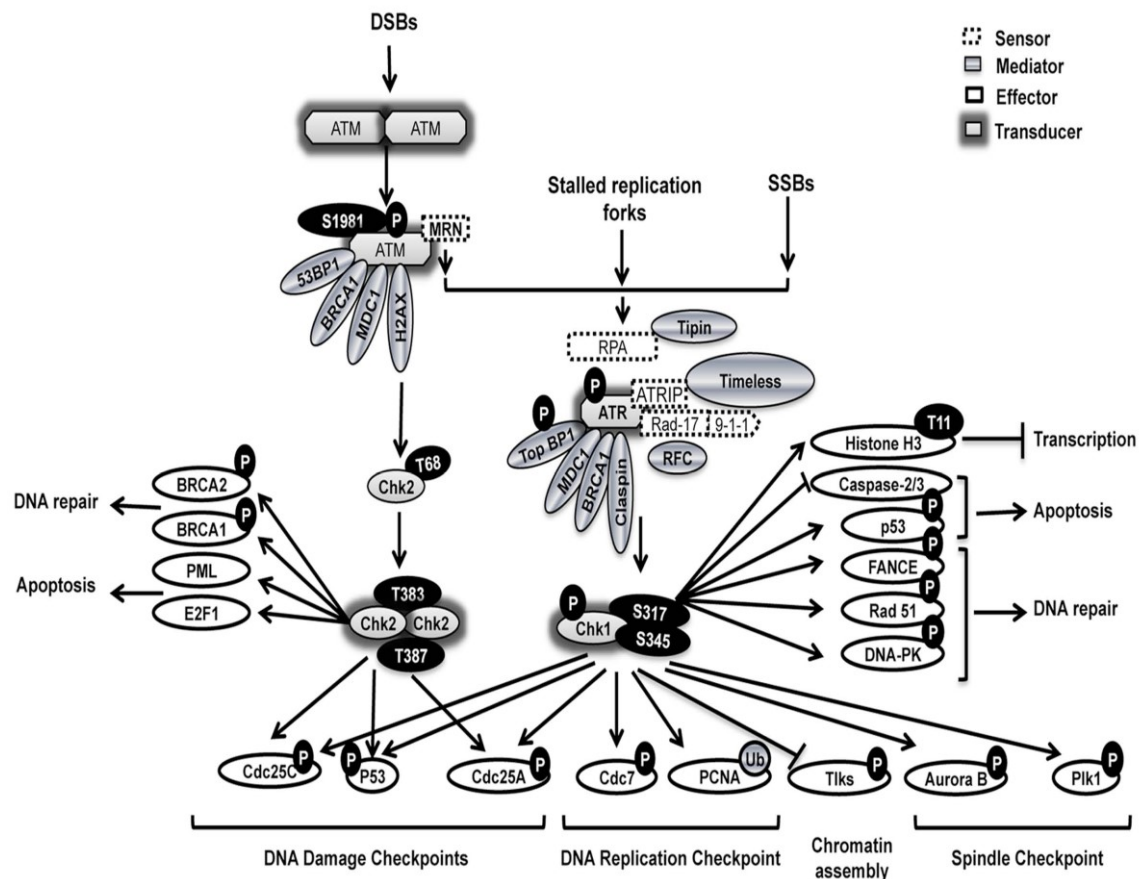 DSBs
Sensor
Mediator
Effector
Transducer
ATM ATM
Stalled replication
forks
SSBs
S1981 P
MRN
ATM
53BP1
BRCA1
MDC1
H2AX
Tipin
RPA
Timeless
P
ATRIP
ATR
P
Rad-17 9-1-1
Top BP1
MDC1
BRCA1
Claspin
RFC
T68
Chk2
T11
Histone H3
Transcription
Caspase-2/3
P
p53
Apoptosis
P
FANCE
P
Rad 51
DNA repair
P
DNA-PK
P
BRCA2
DNA repair
P
BRCA1
PML
Apoptosis
E2F1
T383
Chk2 Chk2
T387
P
Chk1
S317
S345
Cdc25C P
P P53
Cdc25A P
Cdc7 P
PCNA Ub
Tlks P
Aurora B P
Plk1 P
DNA Damage Checkpoints
DNA Replication Checkpoint
Chromatin
assembly
Spindle Checkpoint